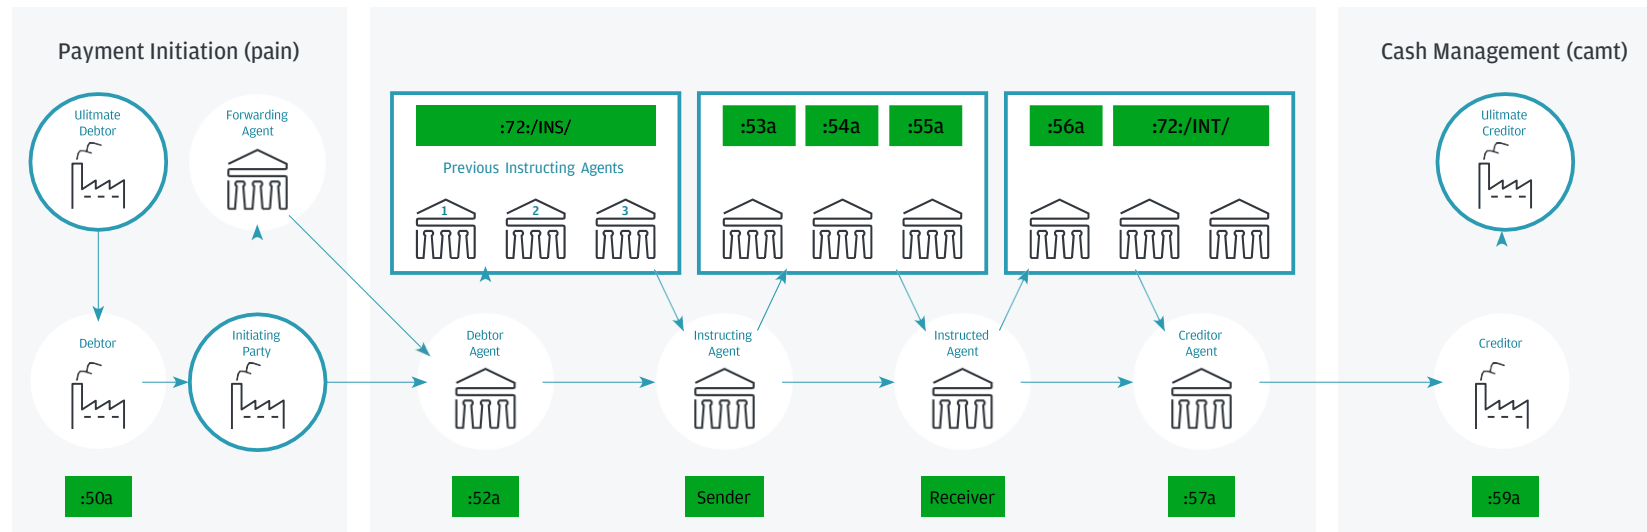 Payment Initiation (pain)
Ulitmate
Debtor
Forwarding
Agent
Debtor
Initiating
Party
:50a
:72:/INS/
Previous Instructing Agents
1
2
3
:53a
:54a
:55a
:56a
:72:/INT/
Debtor
Agent
Instructing
Agent
Instructed
Agent
Creditor
Agent
:52a
Sender
Receiver
:57a
Cash Management (camt)
Ulitmate
Creditor
Creditor
:59a